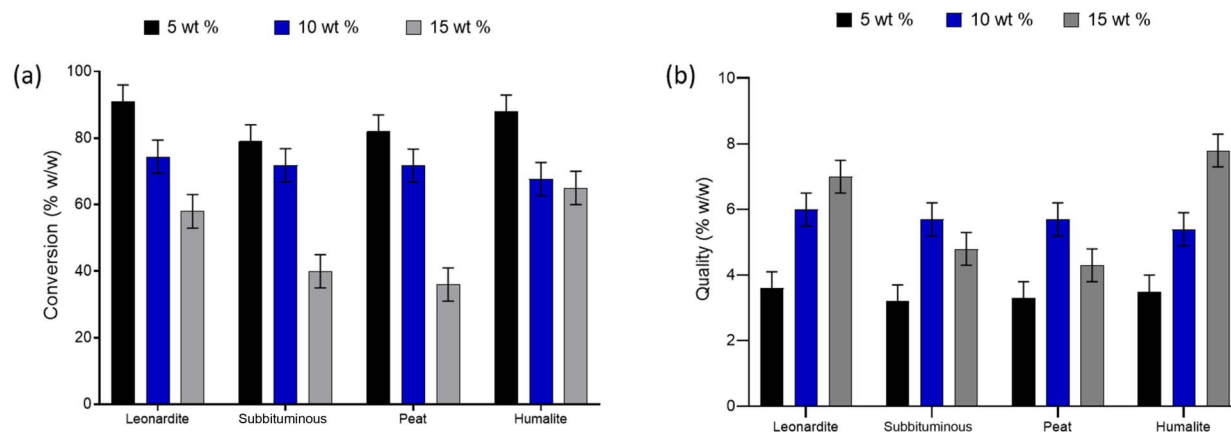 5 wt %  10 wt %  15 wt %
(a)
Conversion (% w/w)
100
80
60
40
20
0
Leonardite  Subbituminous  Peat  Humalite
5 wt %  10 wt %  15 wt %
(b)
Quality (% w/w)
10
8
6
4
2
0
Leonardite  Subbituminous  Peat  Humalite